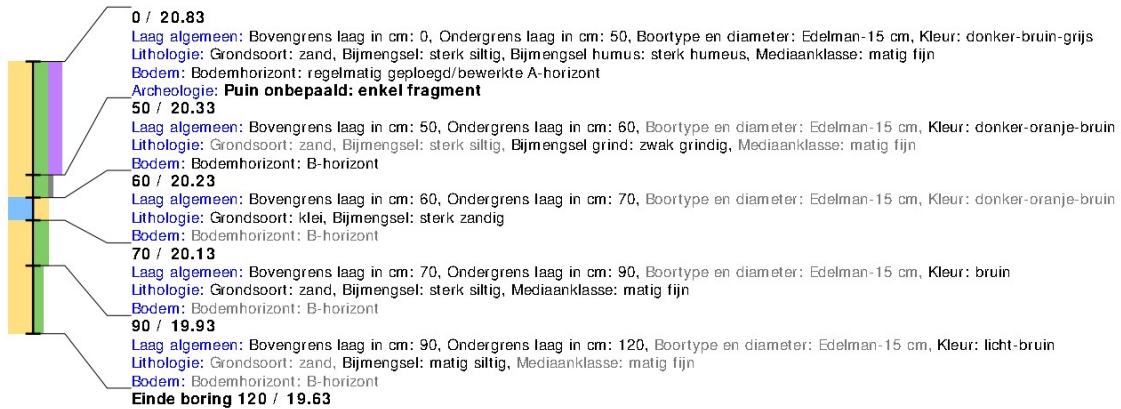 0 / 20.83
Laag algemeen: Bovengrens laag in cm: 0, Ondergrens laag in cm: 50, Boortype en diameter: Edelman-15 cm, Kleur: donker-bruin-grijs
Lithologie: Grondsoort: zand, Bijmengsel: sterk siltig, Bijmengsel humus: sterk humeus, Mediaanklasse: matig fijn
Bodem: Bodemhorizont: regelmatig geploegd/bewerkte A-horizont
Archeologie: Puin onbepaald: enkel fragment
50 / 20.33
Laag algemeen: Bovengrens laag in cm: 50, Ondergrens laag in cm: 60, Boortype en diameter: Edelman-15 cm, Kleur: donker-oranje-bruin
Lithologie: Grondsoort: zand, Bijmengsel: sterk siltig, Bijmengsel grind: zwak grindig, Mediaanklasse: matig fijn
Bodem: Bodemhorizont: B-horizont
60 / 20.23
Laag algemeen: Bovengrens laag in cm: 60, Ondergrens laag in cm: 70, Boortype en diameter: Edelman-15 cm, Kleur: donker-oranje-bruin
Lithologie: Grondsoort: klei, Bijmengsel: sterk zandig
Bodem: Bodemhorizont: B-horizont
70 / 20.13
Laag algemeen: Bovengrens laag in cm: 70, Ondergrens laag in cm: 90, Boortype en diameter: Edelman-15 cm, Kleur: bruin
Lithologie: Grondsoort: zand, Bijmengsel: sterk siltig, Mediaanklasse: matig fijn
Bodem: Bodemhorizont: B-horizont
90 / 19.93
Laag algemeen: Bovengrens laag in cm: 90, Ondergrens laag in cm: 120, Boortype en diameter: Edelman-15 cm, Kleur: licht-bruin
Lithologie: Grondsoort: zand, Bijmengsel: matig siltig, Mediaanklasse: matig fijn
Bodem: Bodemhorizont: B-horizont
Einde boring 120 / 19.63